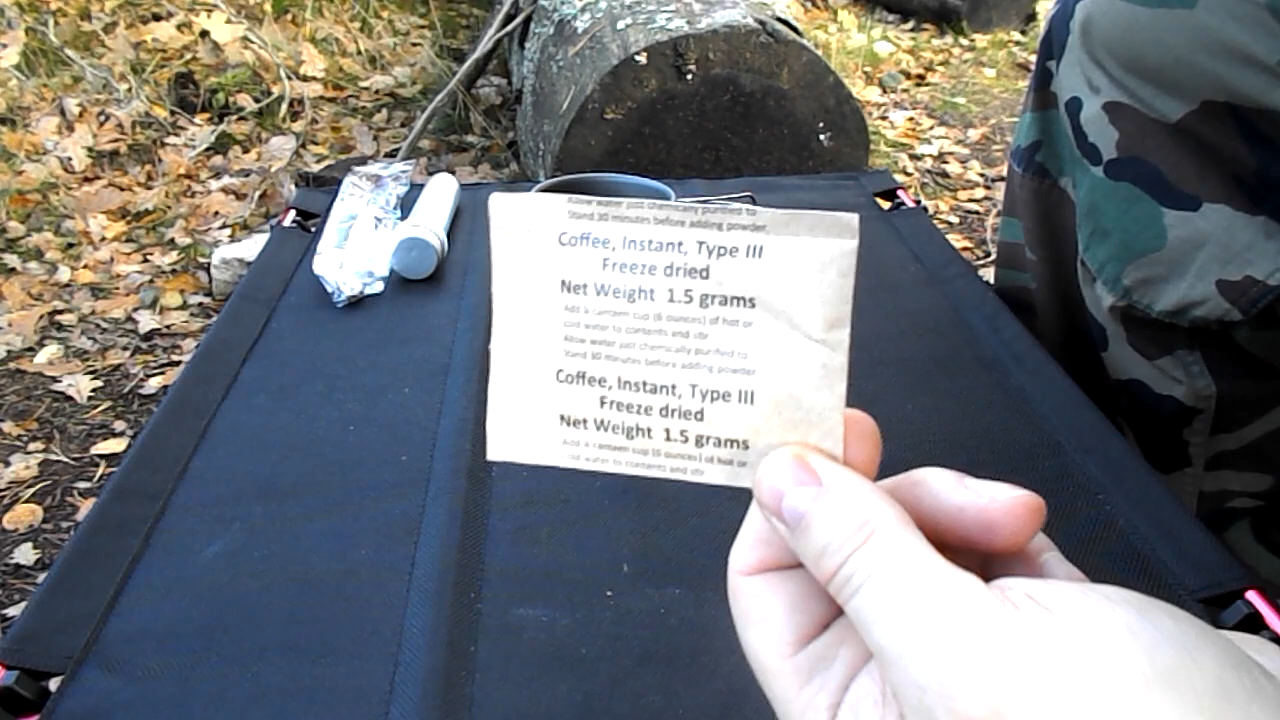 Allow water just chemically purified to
Stand 30 minutes before adding powder.
Coffee, Instant, Type III
Freeze dried
Net Weight 1.5 grams
Add a canteen cup (6 ounces) of hot or
cold water to contents and stir
Allow water just chemically purified to
Stand 30 minutes before adding powder
Coffee, Instant, Type III
Freeze dried
Net Weight 1.5 grams
Add a canteen cup (6 ounces) of hot or
cold water to contents and stir